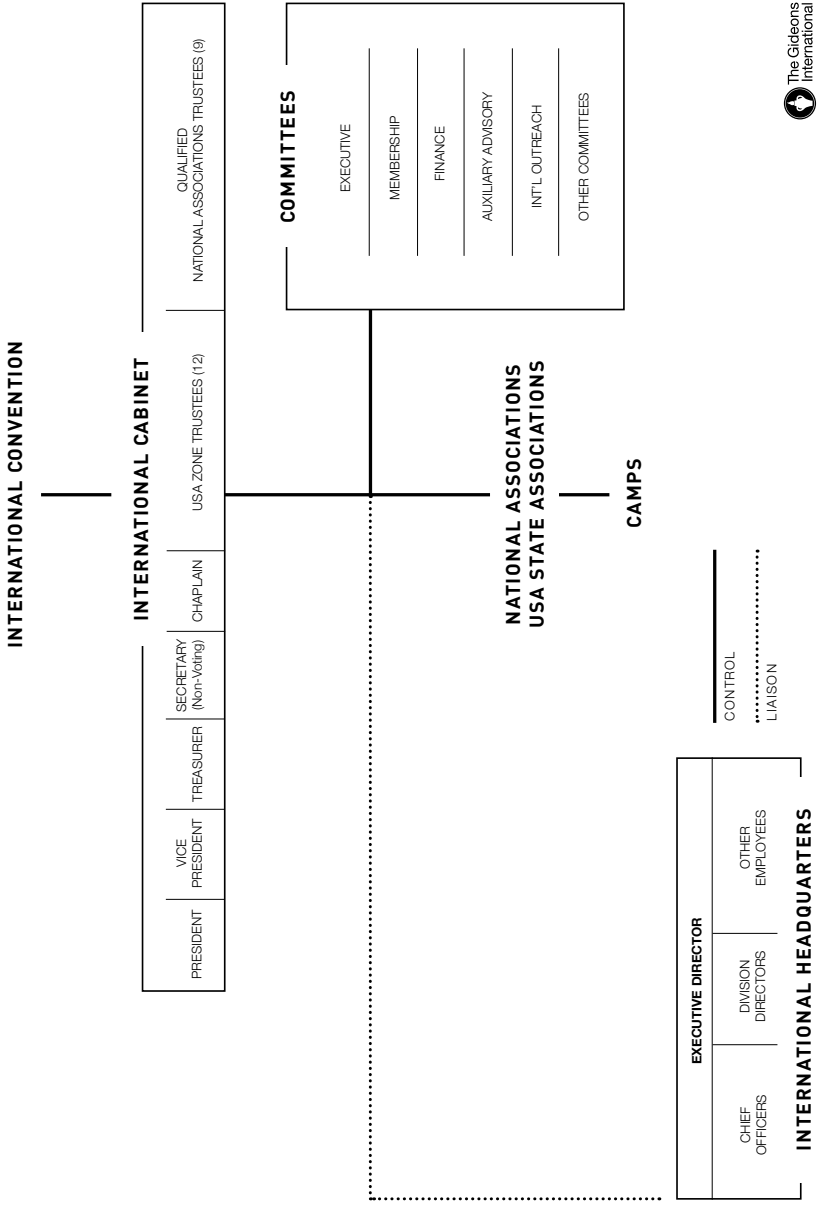 INTERNATIONAL CONVENTION
INTERNATIONAL CABINET
PRESIDENT
VICE
PRESIDENT
TREASURER
SECRETARY
(Non-Voting)
CHAPLAIN
USA ZONE TRUSTEES (12)
QUALIFIED
NATIONAL ASSOCIATIONS TRUSTEES (9)
COMMITTEES
EXECUTIVE
MEMBERSHIP
FINANCE
AUXILIARY ADVISORY
INT'L OUTREACH
OTHER COMMITTEES
NATIONAL ASSOCIATIONS
USA STATE ASSOCIATIONS
CAMPS
EXECUTIVE DIRECTOR
CHIEF
OFFICERS
DIVISION
DIRECTORS
OTHER
EMPLOYEES
INTERNATIONAL HEADQUARTERS
CONTROL
LIAISON
The Gideons
International